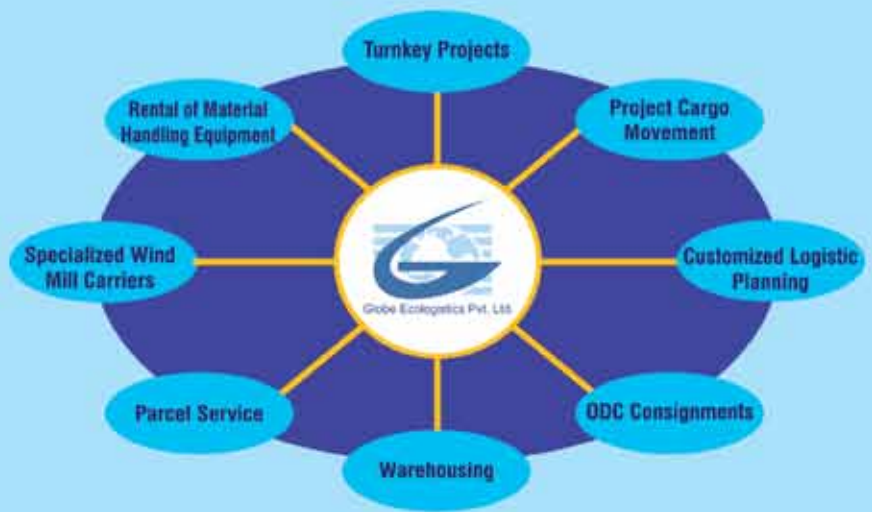 Turnkey Projects
Rental of Material
Handling Equipment
Project Cargo
Movement
Specialized Wind
Mill Carriers
Globe Ecologistics Pvt. Ltd.
Customized Logistic
Planning
Parcel Service
ODC Consignments
Warehousing